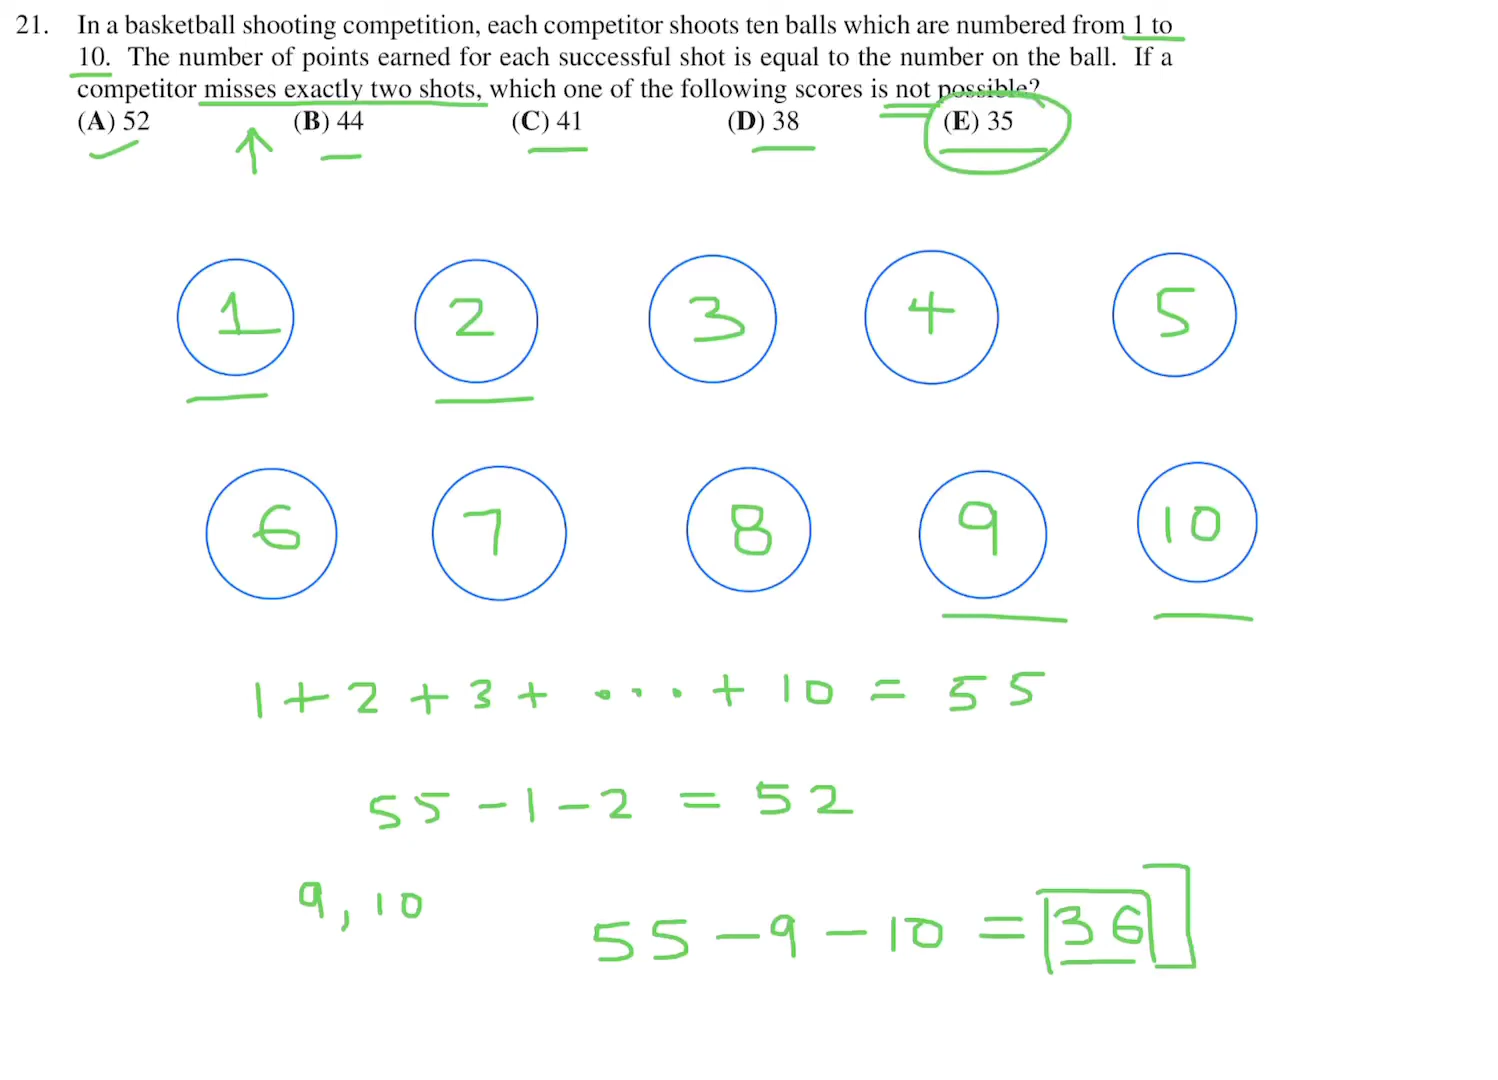 21. In a basketball shooting competition, each competitor shoots ten balls which are numbered from 1 to
10. The number of points earned for each successful shot is equal to the number on the ball. If a
competitor misses exactly two shots, which one of the following scores is not possible?
(A) 52 (B) 44 (C) 41 (D) 38 (E) 35
1 2 3 4 5
6 7 8 9 10
1 + 2 + 3 + ... + 10 = 55
55 - 1 - 2 = 52
9, 10
55 - 9 - 10 = 36